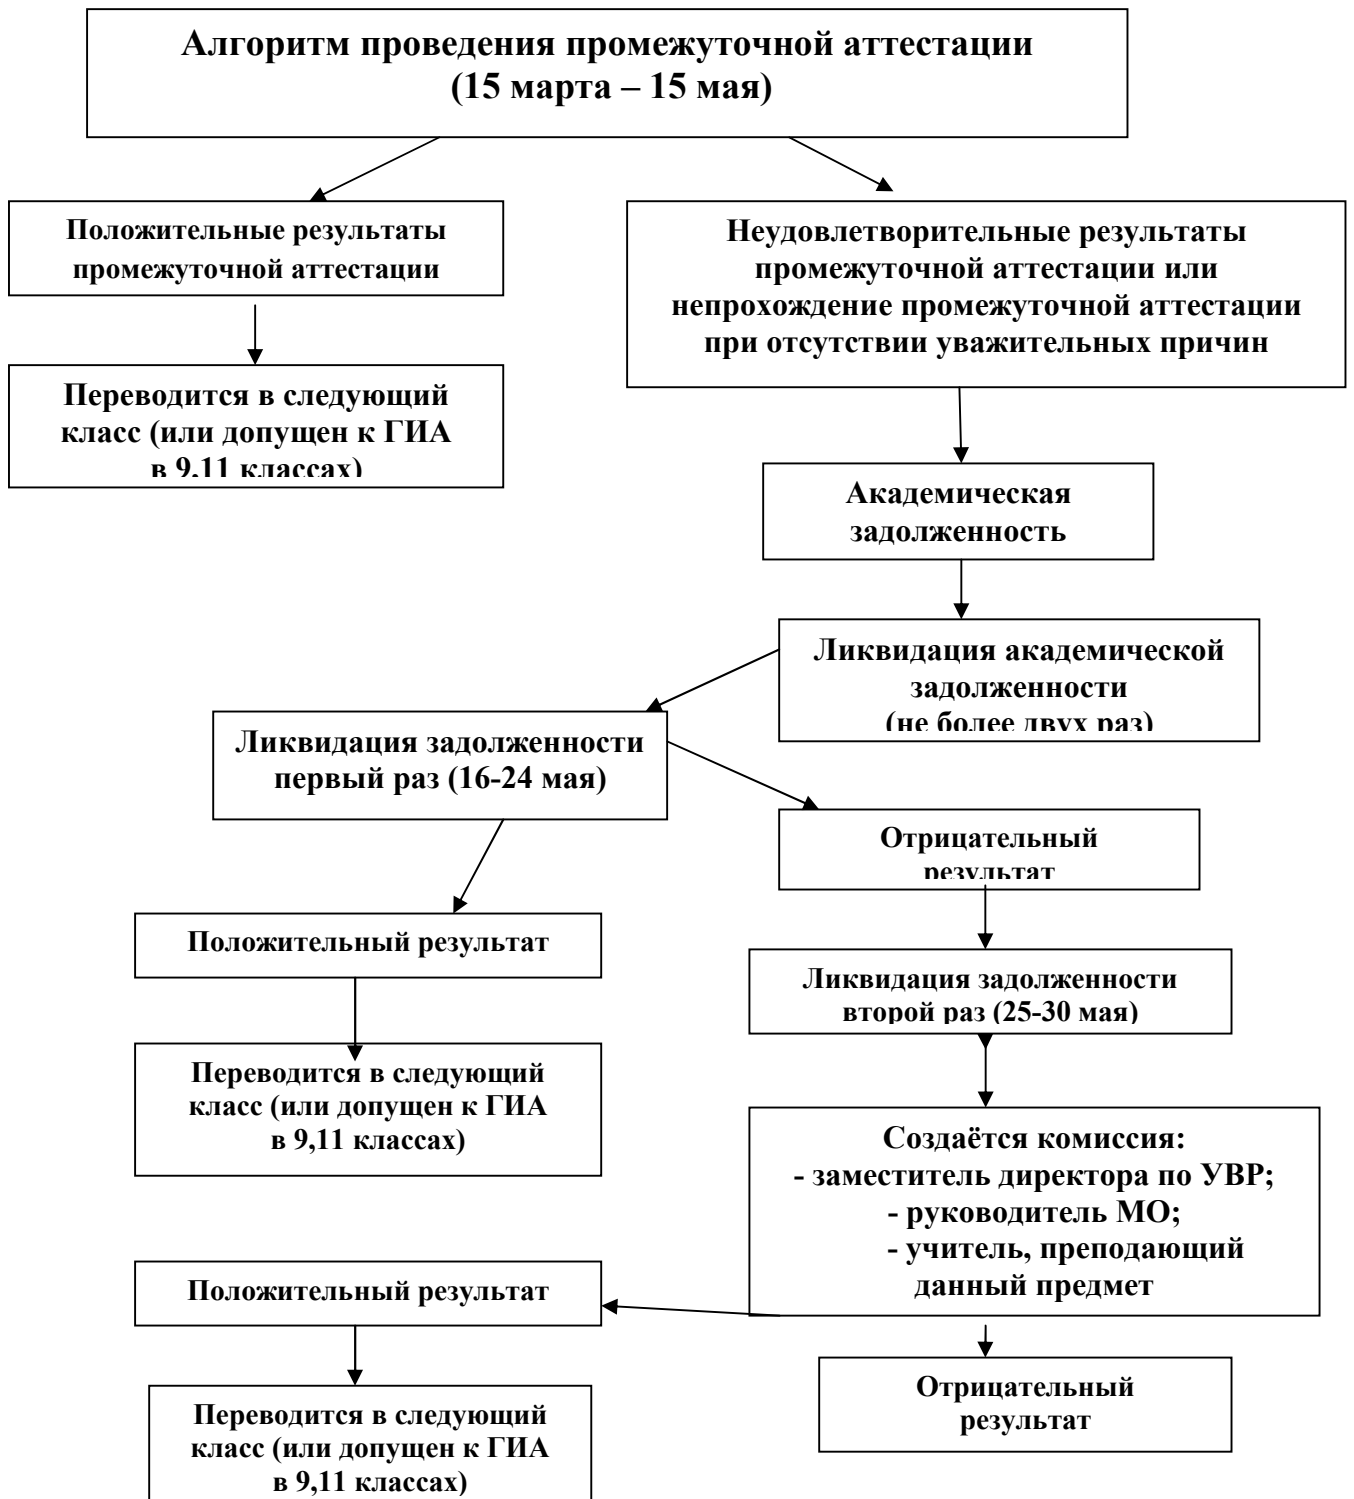 Алгоритм проведения промежуточной аттестации
(15 марта – 15 мая)
Положительные результаты
промежуточной аттестации
Неудовлетворительные результаты
промежуточной аттестации или
непрохождение промежуточной аттестации
при отсутствии уважительных причин
Переводится в следующий
класс (или допущен к ГИА
в 9,11 классах)
Академическая
задолженность
Ликвидация академической
задолженности
(не более двух раз)
Ликвидация задолженности
первый раз (16-24 мая)
Отрицательный
результат
Положительный результат
Ликвидация задолженности
второй раз (25-30 мая)
Переводится в следующий
класс (или допущен к ГИА
в 9,11 классах)
Создаётся комиссия:
- заместитель директора по УВР;
- руководитель МО;
- учитель, преподающий
данный предмет
Положительный результат
Отрицательный
результат
Переводится в следующий
класс (или допущен к ГИА
в 9,11 классах)